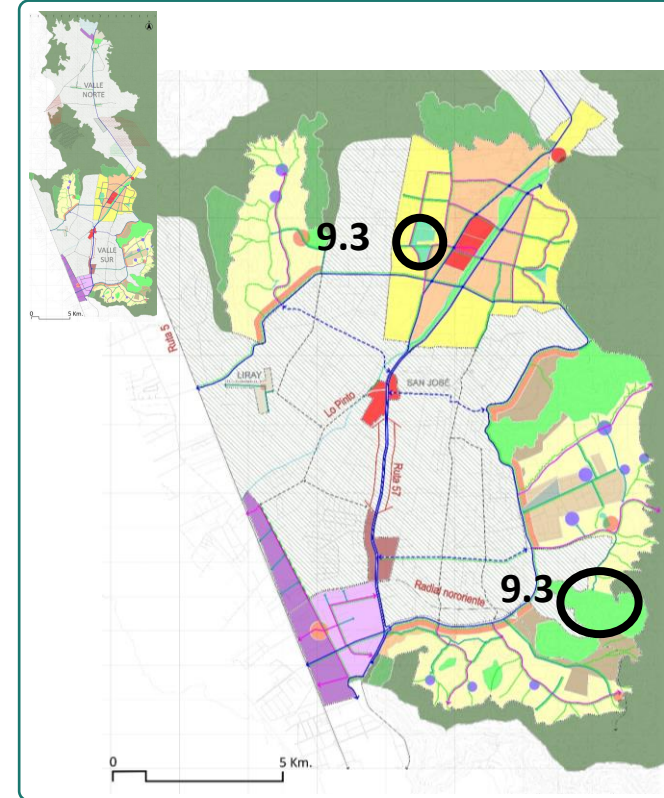 VALLE
NORTE
VALLE
SUR
0
5 Km.
9.3
Ruta 5
LIRAY
SAN JOSÉ
Lo Pinto
Ruta 57
9.3
Radial nororiente
0
5 Km.